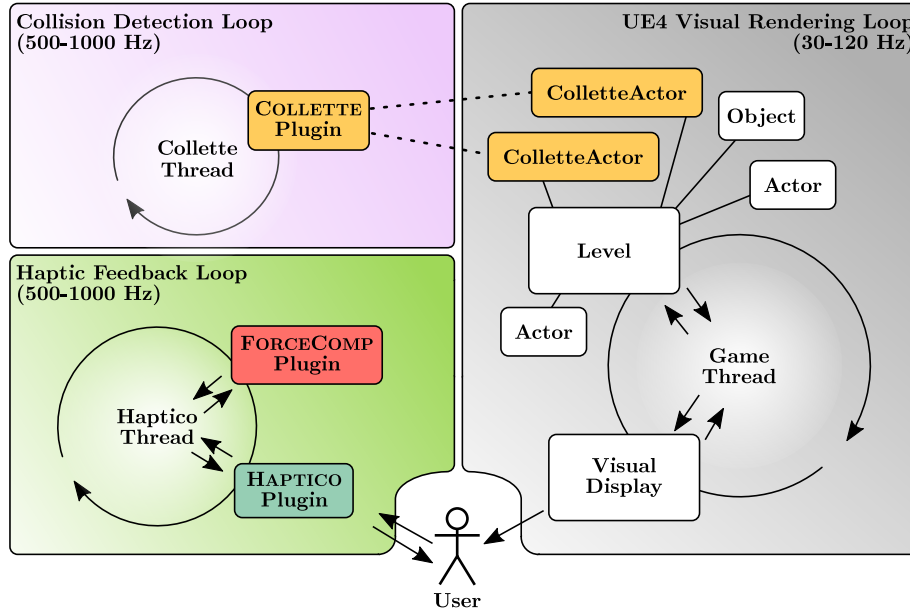 Collision Detection Loop
(500-1000 Hz)
COLLETTE
Plugin
Collette
Thread
UE4 Visual Rendering Loop
(30-120 Hz)
ColletteActor
Object
ColletteActor
Actor
Level
Actor
Game
Thread
Visual
Display
Haptic Feedback Loop
(500-1000 Hz)
FORCECOMP
Plugin
Haptico
Thread
HAPTICO
Plugin
User